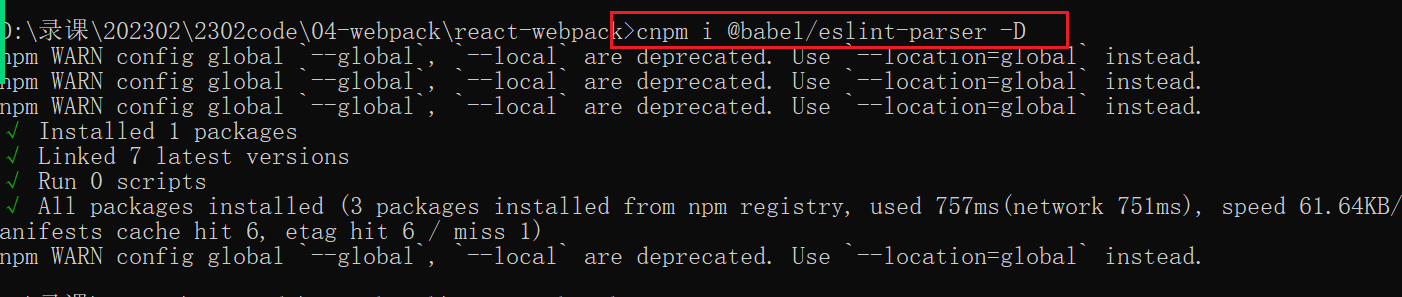 D:\录课\202302\2302code\04-webpack\react-webpack>cnpm i @babel/eslint-parser -D
npm WARN config global `--global`, `--local` are deprecated. Use `--location=global` instead.
npm WARN config global `--global`, `--local` are deprecated. Use `--location=global` instead.
npm WARN config global `--global`, `--local` are deprecated. Use `--location=global` instead.
√ Installed 1 packages
√ Linked 7 latest versions
√ Run 0 scripts
√ All packages installed (3 packages installed from npm registry, used 757ms(network 751ms), speed 61.64KB/
anifests cache hit 6, etag hit 6 / miss 1)
npm WARN config global `--global`, `--local` are deprecated. Use `--location=global` instead.